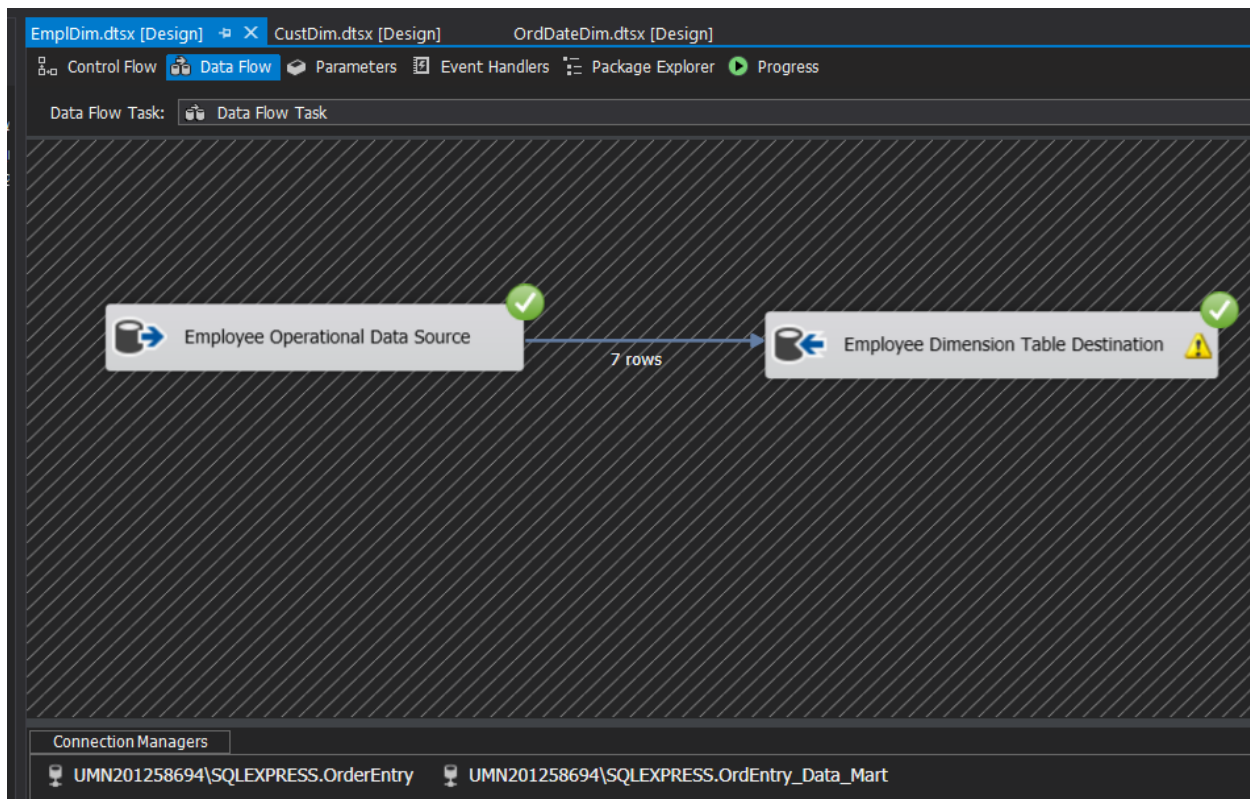 EmplDim.dtsx [Design] CustDim.dtsx [Design] OrdDateDim.dtsx [Design]
Control Flow Data Flow Parameters Event Handlers Package Explorer Progress
Data Flow Task: Data Flow Task
Employee Operational Data Source
7 rows
Employee Dimension Table Destination
Connection Managers
UMN201258694\SQLEXPRESS.OrderEntry UMN201258694\SQLEXPRESS.OrdEntry_Data_Mart